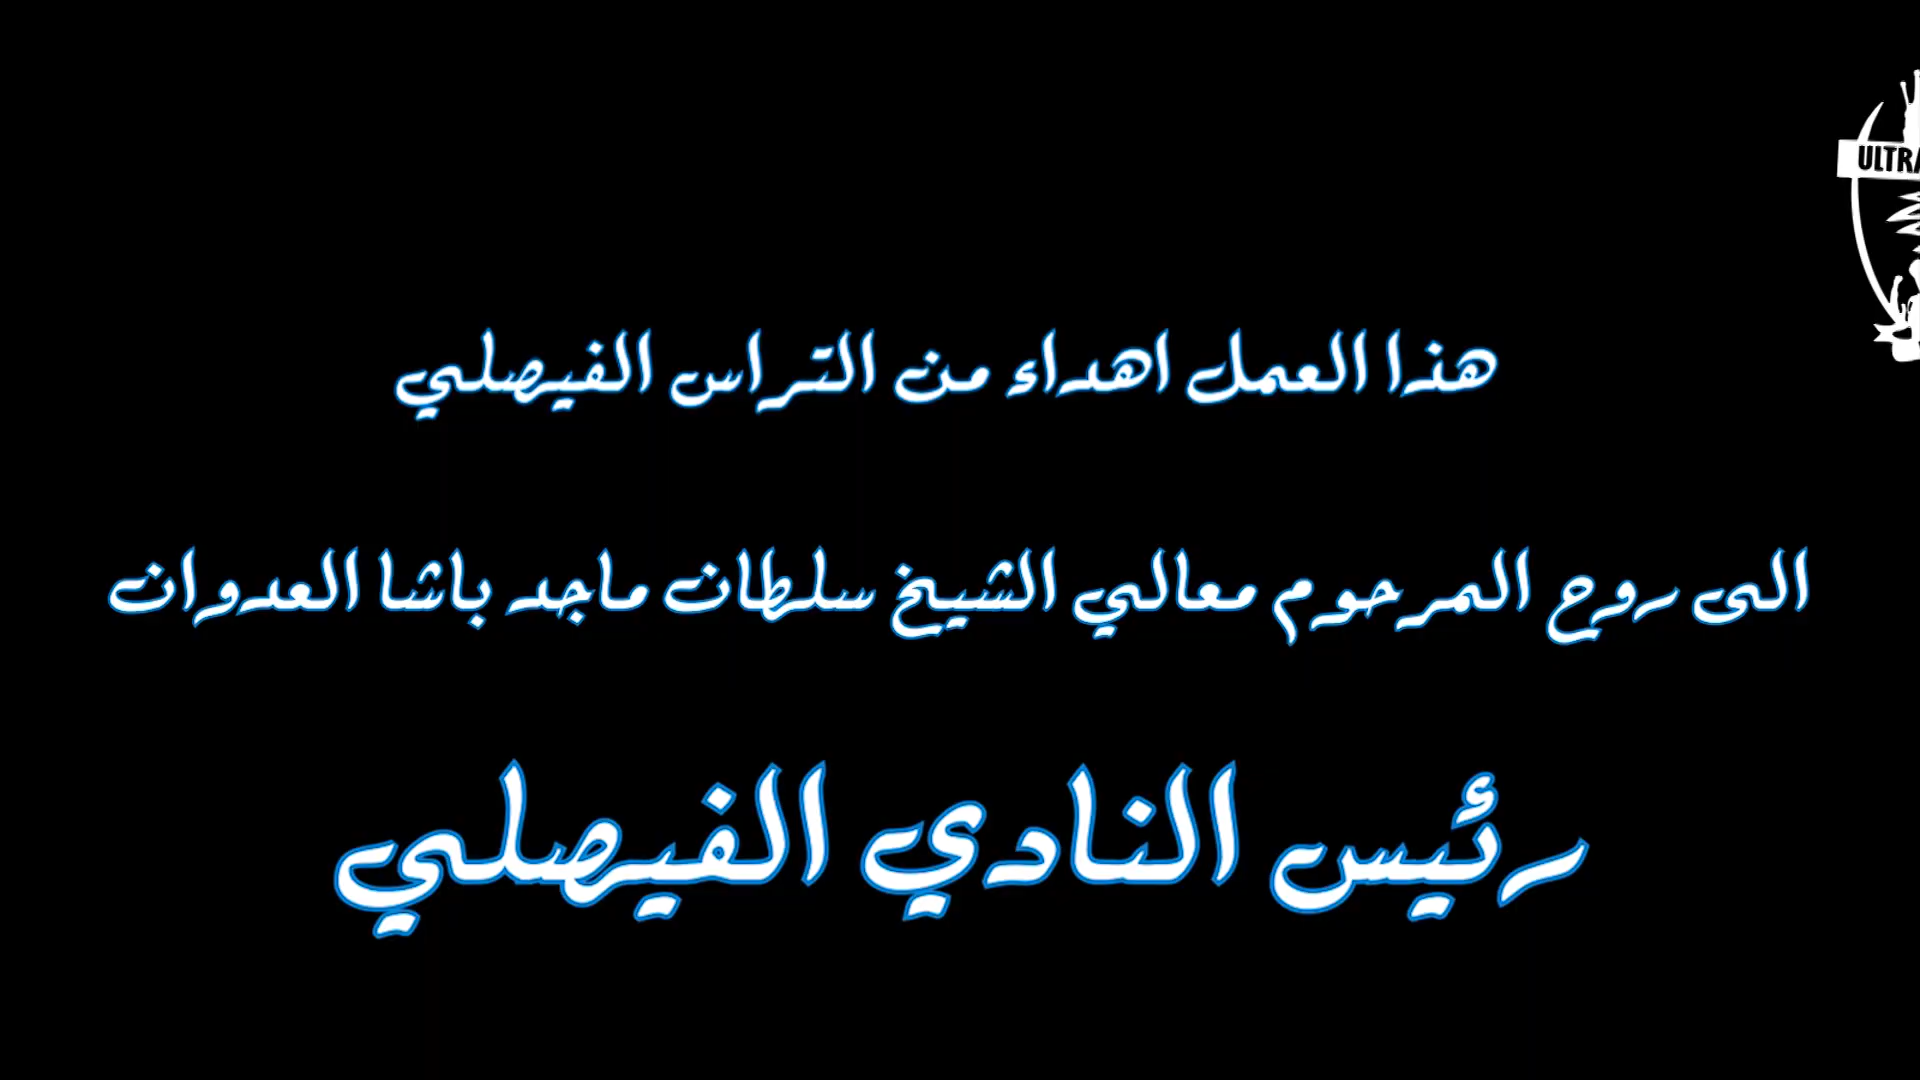 ULTRA
هذا العمل اهداء من التراس الفيصلي
الى روح المرحوم معالي الشيخ سلطان ماجد باشا العدوان
رئيس النادي الفيصلي